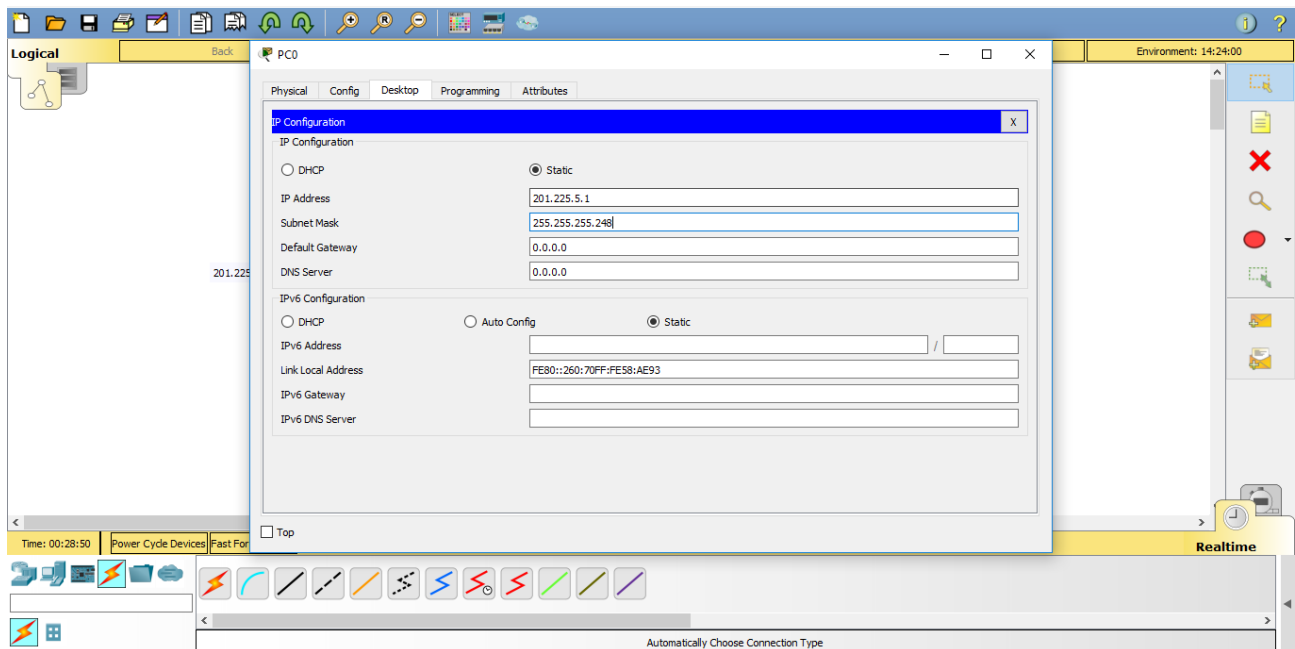 Logical
Back
Environment: 14:24:00
PC0
Physical Config Desktop Programming Attributes
IP Configuration
X
IP Configuration
DHCP
Static
IP Address
201.225.5.1
Subnet Mask
255.255.255.248
Default Gateway
0.0.0.0
201.225
DNS Server
0.0.0.0
IPv6 Configuration
DHCP
Auto Config
Static
IPv6 Address
/
Link Local Address
FE80::260:70FF:FE58:AE93
IPv6 Gateway
IPv6 DNS Server
Top
Time: 00:28:50
Power Cycle Devices
Fast For
Realtime
Automatically Choose Connection Type